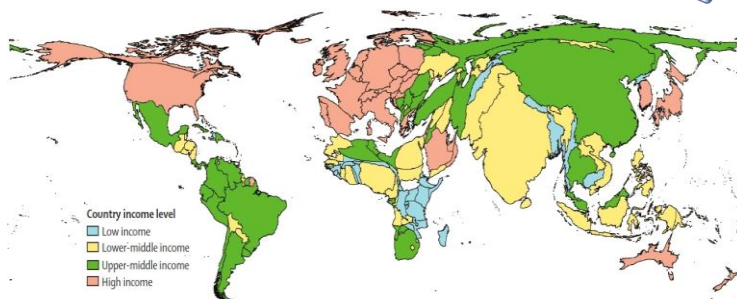 Country income level
Low income
Lower-middle income
Upper-middle income
High income